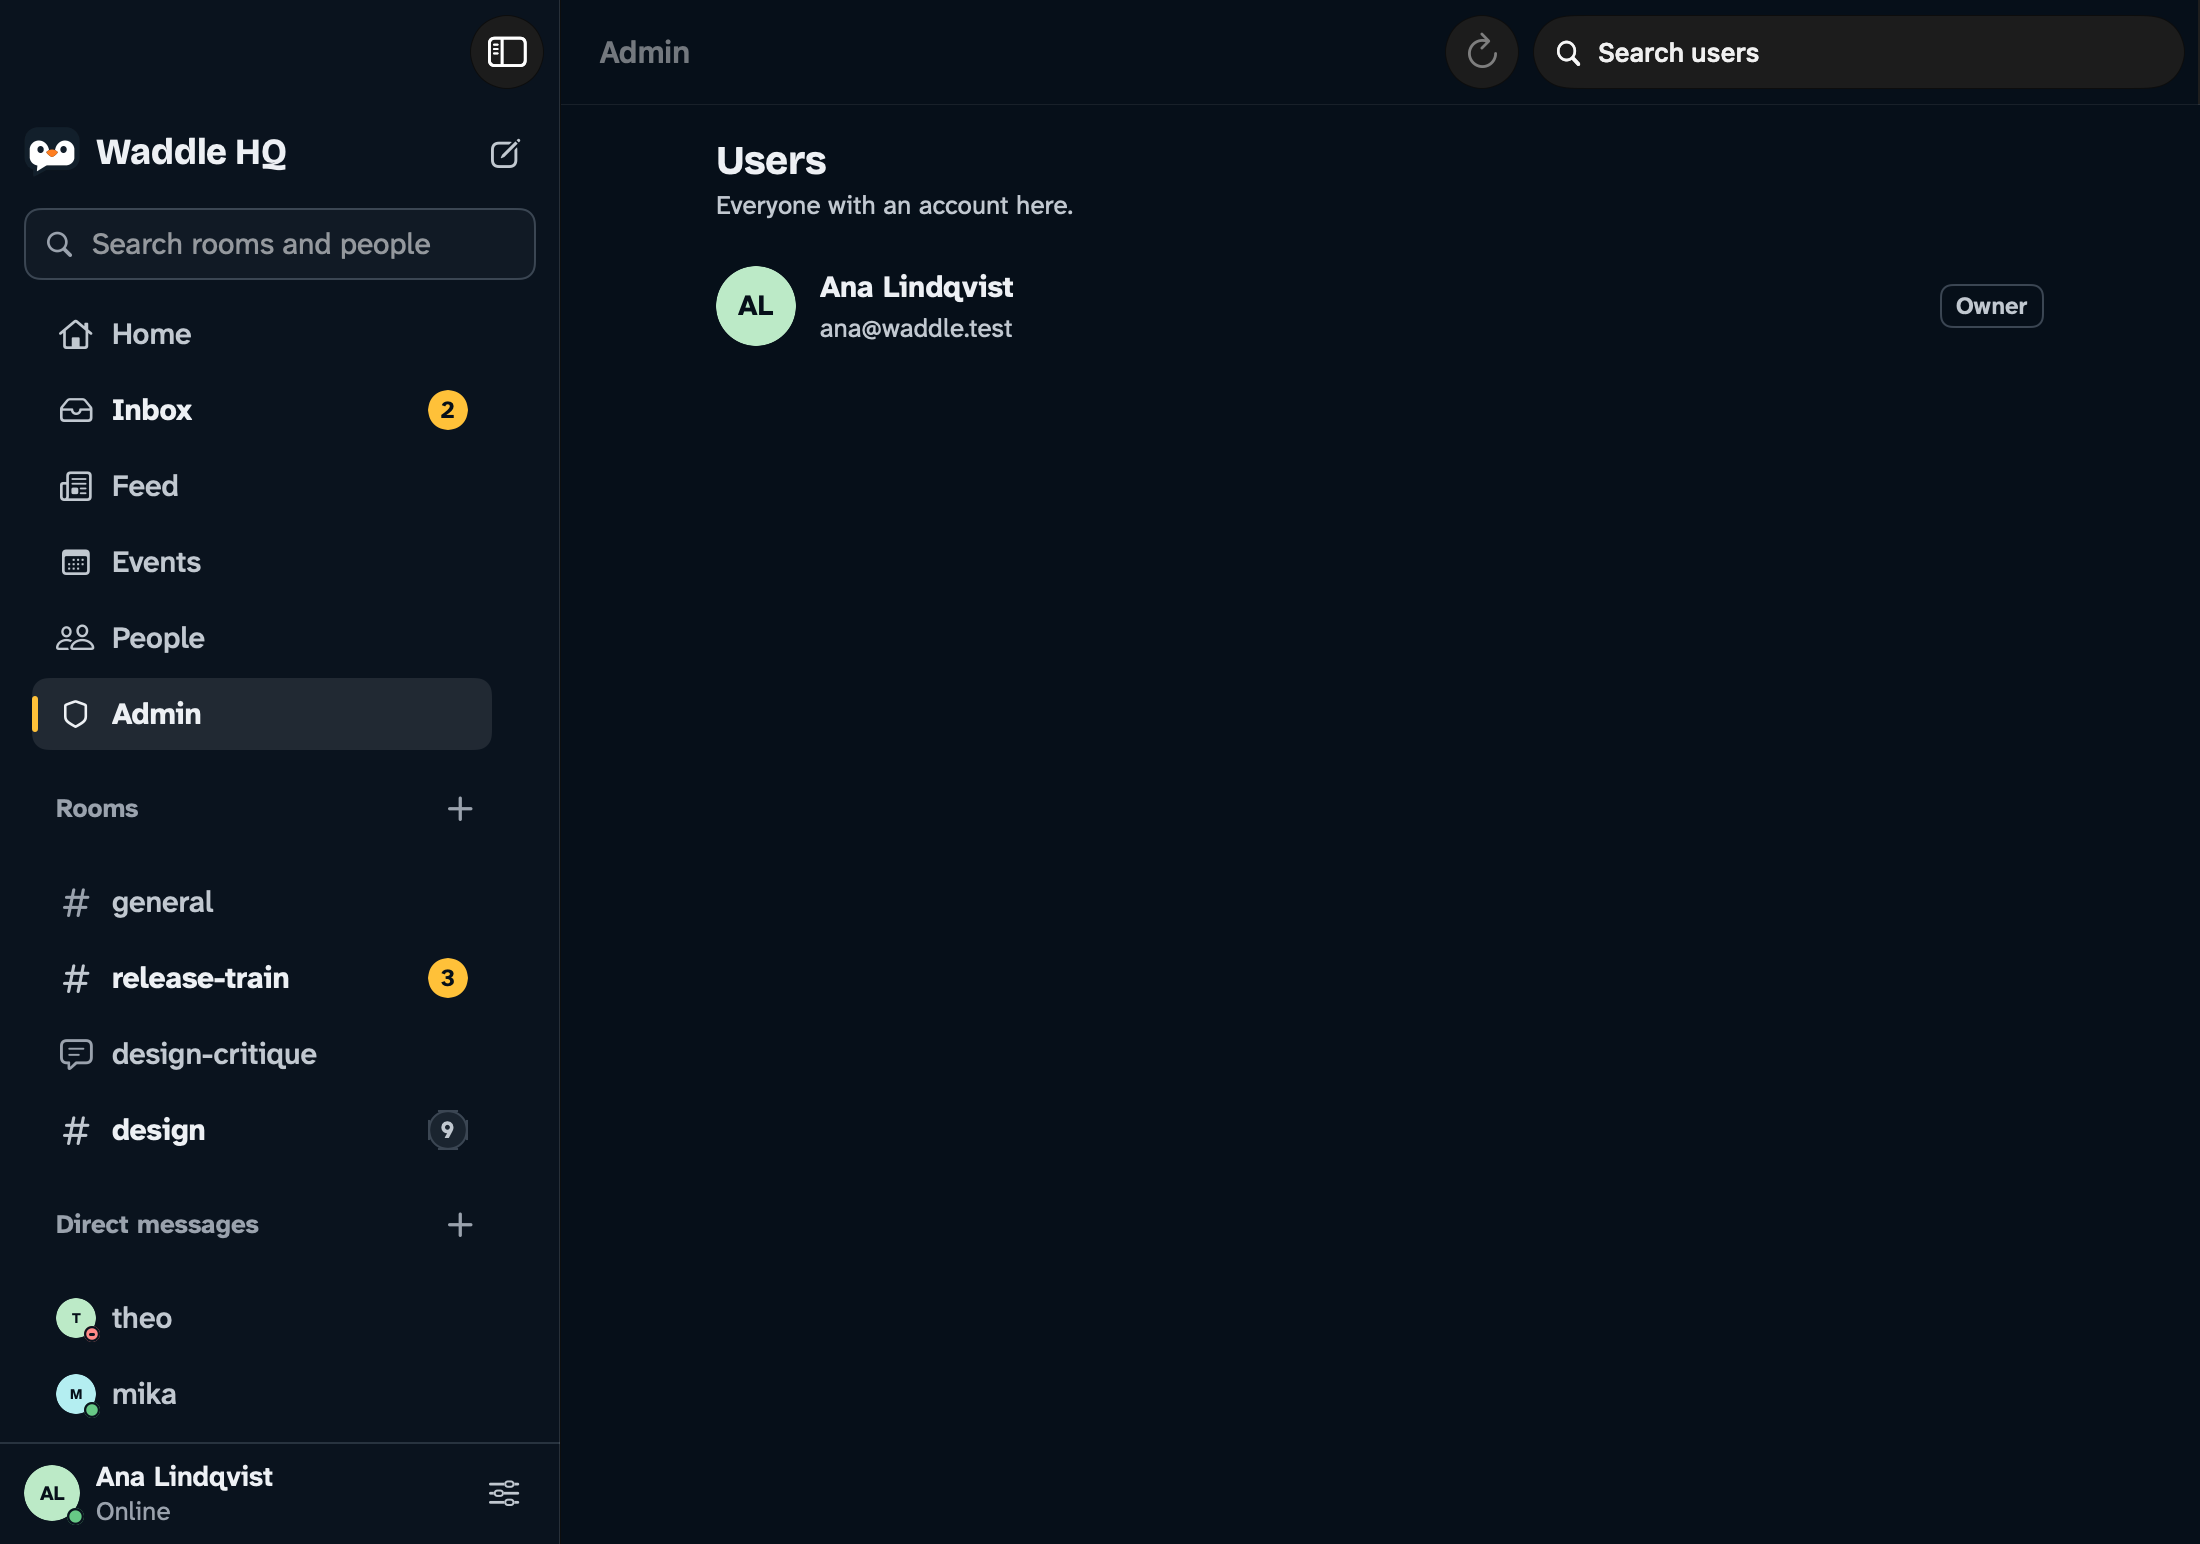 Admin
Search users
Waddle HQ
Search rooms and people
Home
Inbox 2
Feed
Events
People
Admin
Rooms
general
release-train 3
design-critique
design 9
Direct messages
T theo
M mika
AL Ana Lindqvist
Online
Users
Everyone with an account here.
AL Ana Lindqvist
ana@waddle.test
Owner